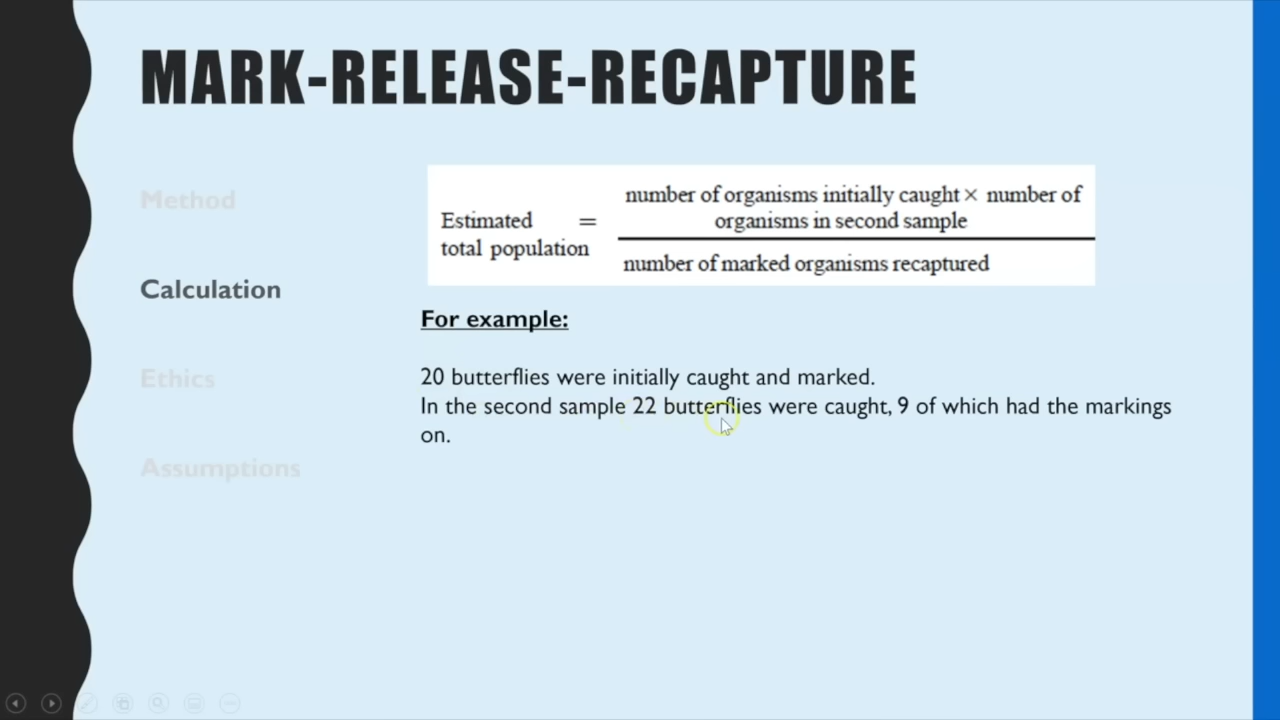 MARK-RELEASE-RECAPTURE
Method
Calculation
Ethics
Assumptions
number of organisms initially caught × number of
organisms in second sample
Estimated =
total population
number of marked organisms recaptured
For example:
20 butterflies were initially caught and marked.
In the second sample 22 butterflies were caught, 9 of which had the markings
on.